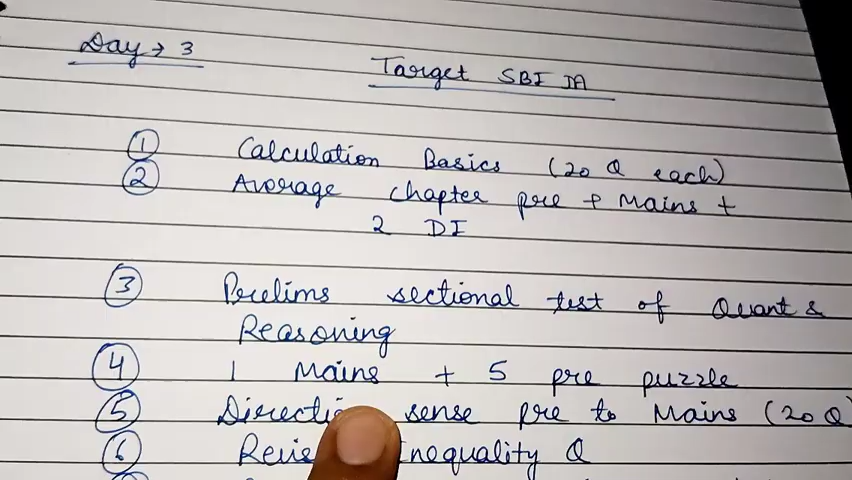 Day → 3
Target SBI JA
① Calculation Basics (20 Q each)
② Average chapter pre + Mains +
2 DI
③ Prelims sectional test of Quant &
Reasoning
④ 1 Mains + 5 pre puzzle
⑤ Direction sense pre to Mains (20 Q)
⑥ Inequality Q